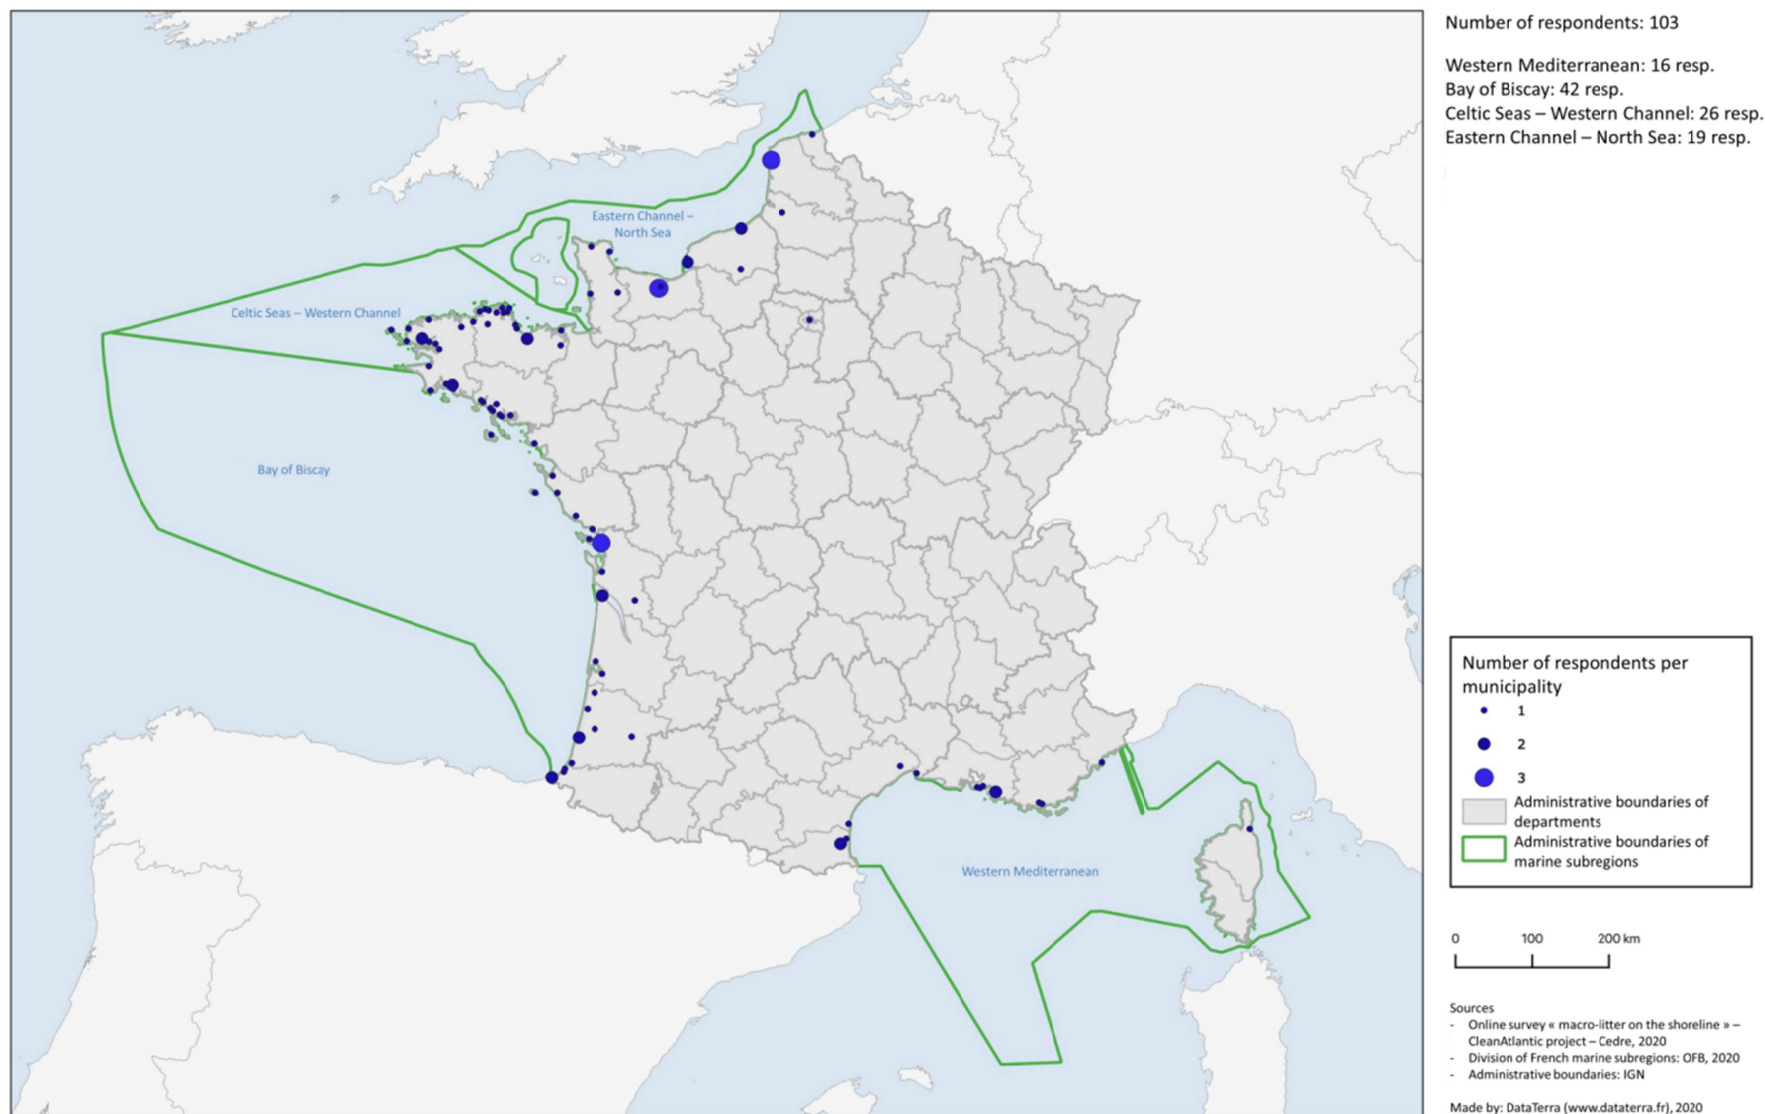 Number of respondents: 103
Western Mediterranean: 16 resp.
Bay of Biscay: 42 resp.
Celtic Seas – Western Channel: 26 resp.
Eastern Channel – North Sea: 19 resp.
Eastern Channel –
North Sea
Celtic Seas – Western Channel
Bay of Biscay
Western Mediterranean
Number of respondents per
municipality
1
2
3
Administrative boundaries of
departments
Administrative boundaries of
marine subregions
0 100 200 km
Sources
- Online survey « macro-litter on the shoreline » –
CleanAtlantic project – Cedre, 2020
- Division of French marine subregions: OFB, 2020
- Administrative boundaries: IGN
Made by: DataTerra (www.dataterra.fr), 2020